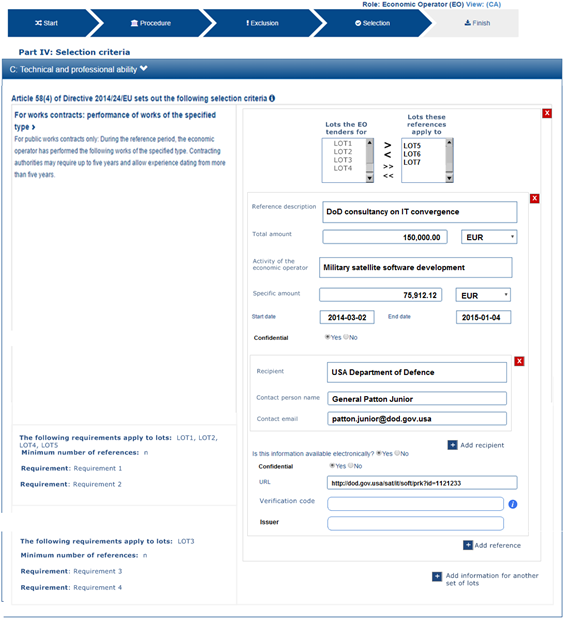 Role: Economic Operator (EO) View: (CA)
Start
Procedure
Exclusion
Selection
Finish
Part IV: Selection criteria
C: Technical and professional ability
Article 58(4) of Directive 2014/24/EU sets out the following selection criteria
For works contracts: performance of works of the specified
type >
For public works contracts only: During the reference period, the economic
operator has performed the following works of the specified type. Contracting
authorities may require up to five years and allow experience dating from more
than five years.
The following requirements apply to lots: LOT1, LOT2,
LOT4, LOT5
Minimum number of references: n
Requirement: Requirement 1
Requirement: Requirement 2
The following requirements apply to lots: LOT3
Minimum number of references: n
Requirement: Requirement 3
Requirement: Requirement 4
X
Lots the EO
tenders for
Lots these
references
apply to
LOT1
LOT2
LOT3
LOT4
>
<
>>
<<
LOT5
LOT6
LOT7
X
Reference description
DoD consultancy on IT convergence
Total amount
150,000.00
EUR
Activity of the
economic operator
Military satellite software development
Specific amount
75,912.12
EUR
Start date
2014-03-02
End date
2015-01-04
Confidential
Yes No
X
Recipient
USA Department of Defence
Contact person name
General Patton Junior
Contact email
patton.junior@dod.gov.usa
+ Add recipient
Is this information available electronically? Yes No
Confidential
Yes No
URL
http://dod.gov.usa/sat/it/soft/prk?id=1121233
Verification code
i
Issuer
+ Add reference
+ Add information for another
set of lots